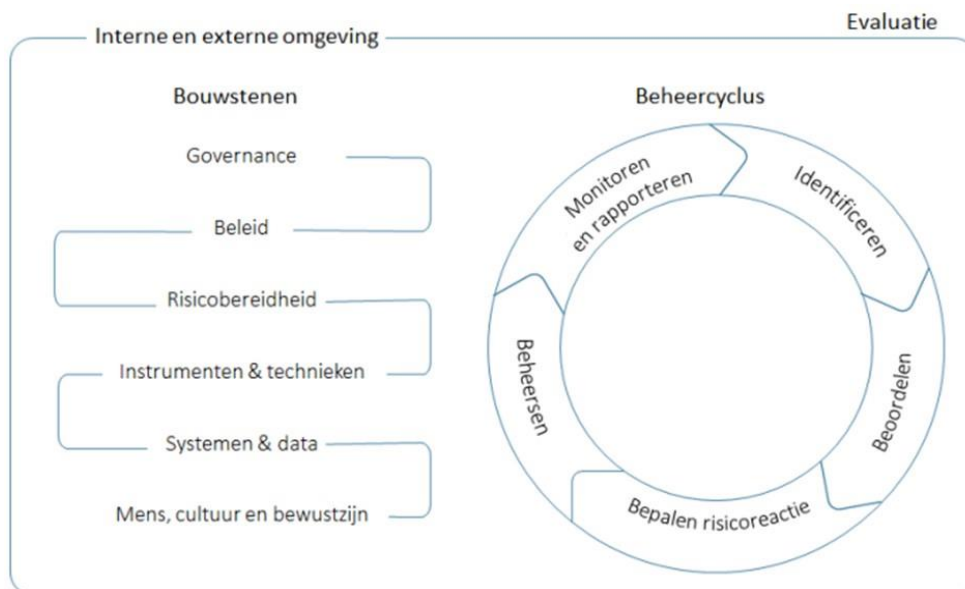 Evaluatie
Interne en externe omgeving
Bouwstenen
Governance
Beleid
Risicobereidheid
Instrumenten & technieken
Systemen & data
Mens, cultuur en bewustzijn
Beheercyclus
Identificeren
Beoordelen
Bepalen risicoreactie
Beheersen
Monitoren
en rapporteren